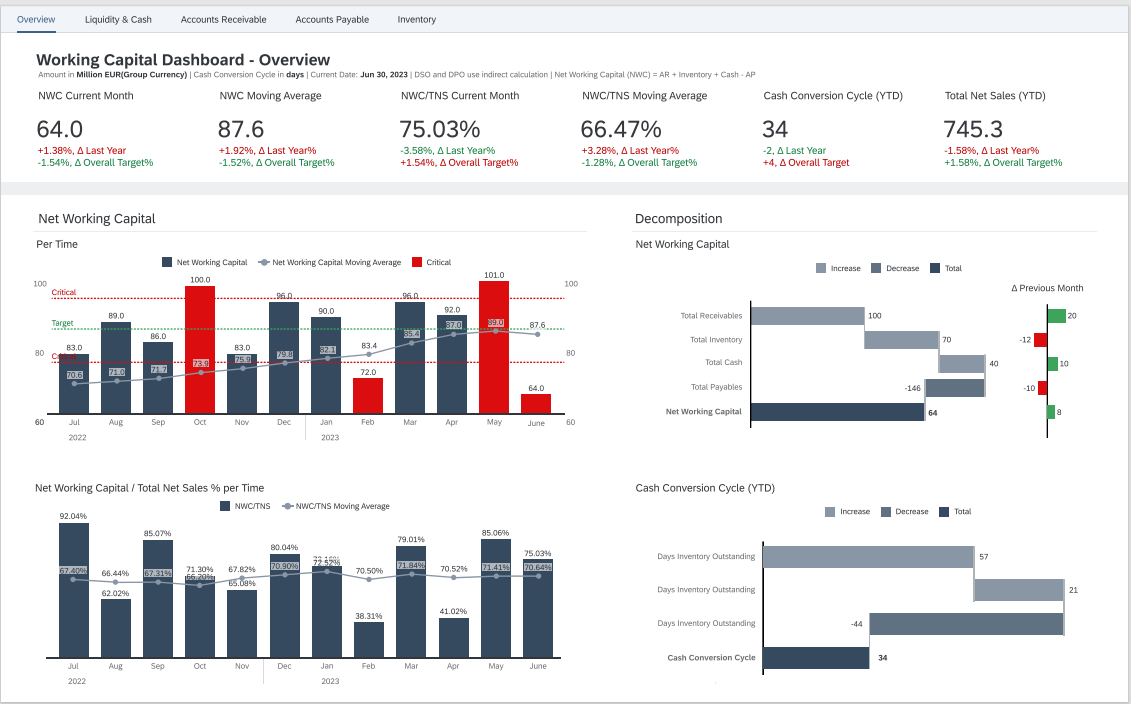 Overview Liquidity & Cash Accounts Receivable Accounts Payable Inventory
Working Capital Dashboard - Overview
Amount in Million EUR(Group Currency) | Cash Conversion Cycle in days | Current Date: Jun 30, 2023 | DSO and DPO use indirect calculation | Net Working Capital (NWC) = AR + Inventory + Cash - AP
NWC Current Month
64.0
+1.38%, Δ Last Year
-1.54%, Δ Overall Target%
NWC Moving Average
87.6
+1.92%, Δ Last Year%
-1.52%, Δ Overall Target%
NWC/TNS Current Month
75.03%
-3.58%, Δ Last Year%
+1.54%, Δ Overall Target%
NWC/TNS Moving Average
66.47%
+3.28%, Δ Last Year%
-1.28%, Δ Overall Target%
Cash Conversion Cycle (YTD)
34
-2, Δ Last Year
+4, Δ Overall Target
Total Net Sales (YTD)
745.3
-1.58%, Δ Last Year%
+1.58%, Δ Overall Target%
Net Working Capital
Per Time
Net Working Capital Net Working Capital Moving Average Critical
100 100
80 80
60 60
Critical
Target
83.0 89.0 86.0 100.0 83.0 96.0 90.0 72.0 96.0 92.0 101.0 64.0
70.6 71.0 71.7 73.9 75.9 79.8 82.1 83.4 85.4 87.0 89.0 87.6
Jul Aug Sep Oct Nov Dec Jan Feb Mar Apr May June
2022 2023
Net Working Capital / Total Net Sales % per Time
NWC/TNS NWC/TNS Moving Average
92.04% 62.02% 85.07% 71.30% 65.08% 80.04% 38.31% 79.01% 41.02% 85.06% 75.03%
67.40% 66.44% 67.31% 66.20% 67.82% 70.90% 72.52% 70.50% 71.84% 70.52% 71.41% 70.64%
Jul Aug Sep Oct Nov Dec Jan Feb Mar Apr May June
2022 2023
Decomposition
Net Working Capital
Increase Decrease Total
Δ Previous Month
Total Receivables 100 20
Total Inventory 70 -12
Total Cash 40 10
Total Payables -146 -10
Net Working Capital 64 8
Cash Conversion Cycle (YTD)
Increase Decrease Total
Days Inventory Outstanding 57
Days Inventory Outstanding 21
Days Inventory Outstanding -44
Cash Conversion Cycle 34